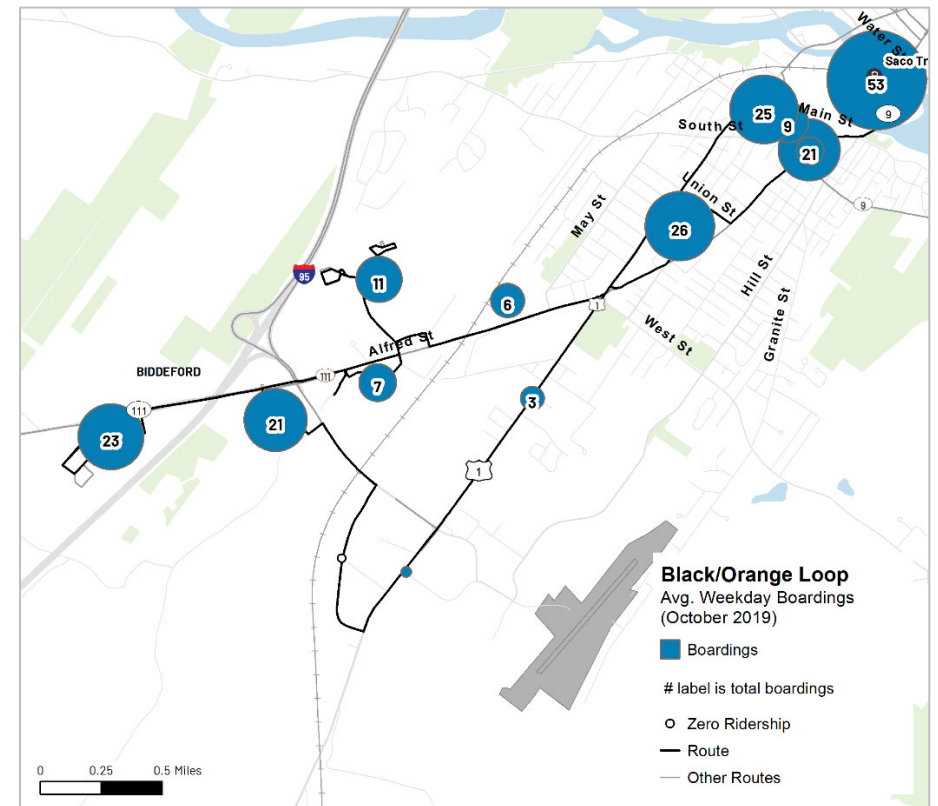 Water St
Saco Tr
53
9
Main St
25
9
South St
21
Union St
9
May St
26
Hill St
95
11
6
1
Granite St
West St
Alfred St
BIDDEFORD
111
7
3
111
21
23
1
Black/Orange Loop
Avg. Weekday Boardings
(October 2019)
Boardings
# label is total boardings
Zero Ridership
Route
Other Routes
0 0.25 0.5 Miles